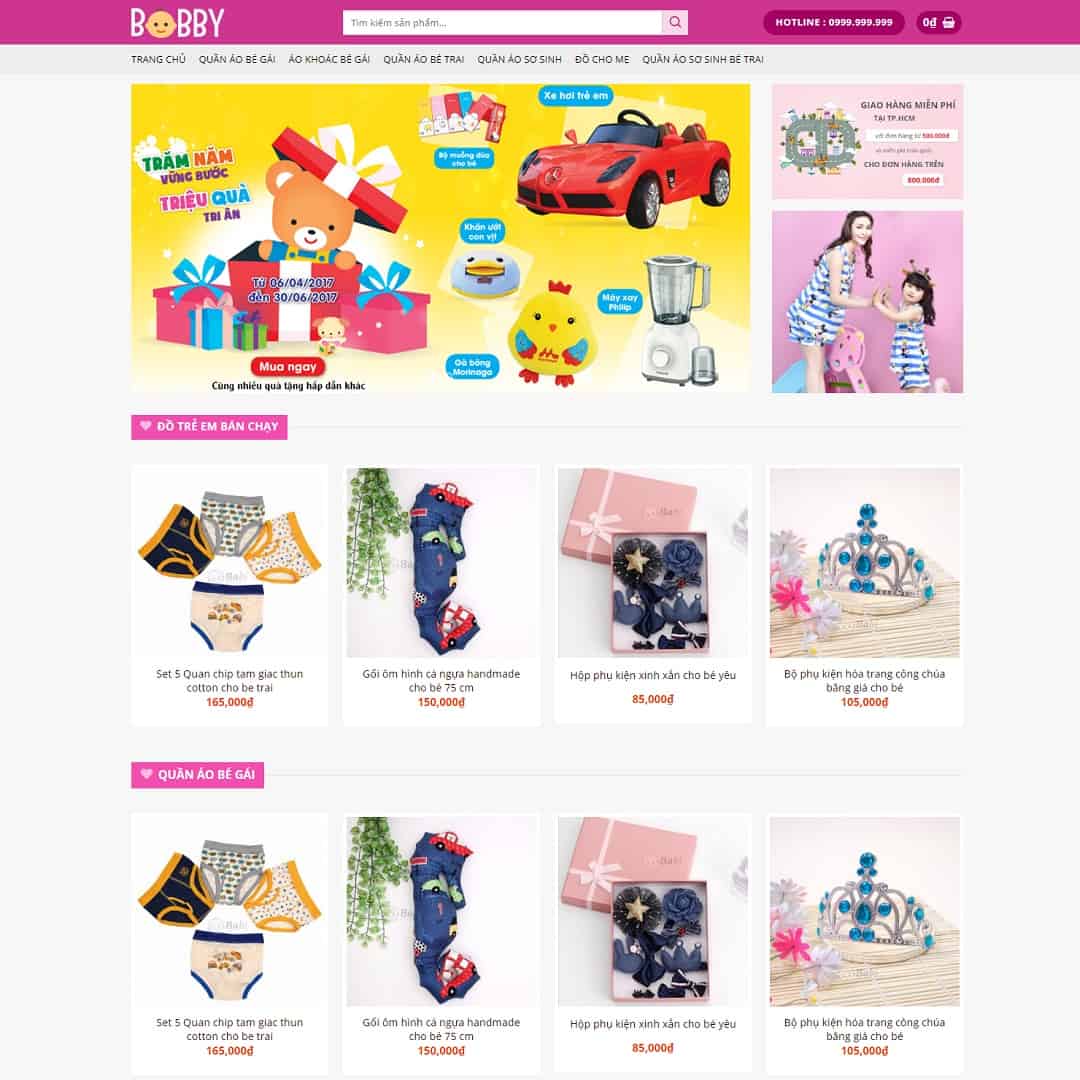 BOBBY
Tìm kiếm sản phẩm...
HOTLINE : 0999.999.999
0₫
TRANG CHỦ
QUẦN ÁO BÉ GÁI
ÁO KHOÁC BÉ GÁI
QUẦN ÁO BÉ TRAI
QUẦN ÁO SƠ SINH
ĐỒ CHO MẸ
QUẦN ÁO SƠ SINH BÉ TRAI
TRĂM NĂM
VỮNG BƯỚC
TRIỆU QUÀ
TRI ÂN
Từ 06/04/2017
đến 30/06/2017
Mua ngay
Cùng nhiều quà tặng hấp dẫn khác
Bộ muỗng đũa
cho bé
Xe hơi trẻ em
Khăn ướt
con vịt
Máy xay
Philip
Gà bông
Morinaga
GIAO HÀNG MIỄN PHÍ
TẠI TP.HCM
với đơn hàng từ 500.000đ
và miễn phí toàn quốc
CHO ĐƠN HÀNG TRÊN
800.000đ
ĐỒ TRẺ EM BÁN CHẠY
Set 5 Quan chip tam giac thun
cotton cho be trai
165,000₫
Gối ôm hình cá ngựa handmade
cho bé 75 cm
150,000₫
Hộp phụ kiện xinh xắn cho bé yêu
85,000₫
Bộ phụ kiện hóa trang công chúa
băng giá cho bé
105,000₫
QUẦN ÁO BÉ GÁI
Set 5 Quan chip tam giac thun
cotton cho be trai
165,000₫
Gối ôm hình cá ngựa handmade
cho bé 75 cm
150,000₫
Hộp phụ kiện xinh xắn cho bé yêu
85,000₫
Bộ phụ kiện hóa trang công chúa
băng giá cho bé
105,000₫